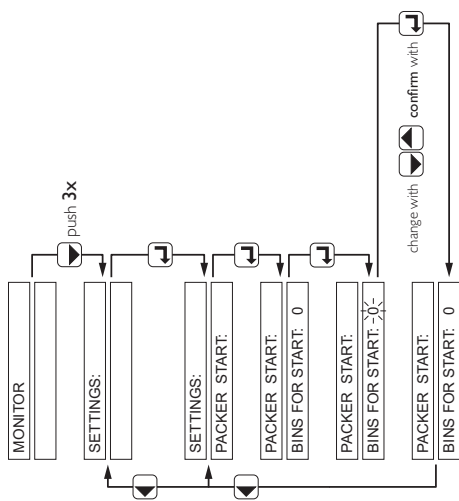 MONITOR
push 3x
SETTINGS:
SETTINGS:
PACKER START:
PACKER START:
BINS FOR START: 0
PACKER START:
BINS FOR START: 0
change with confirm with
PACKER START:
BINS FOR START: 0